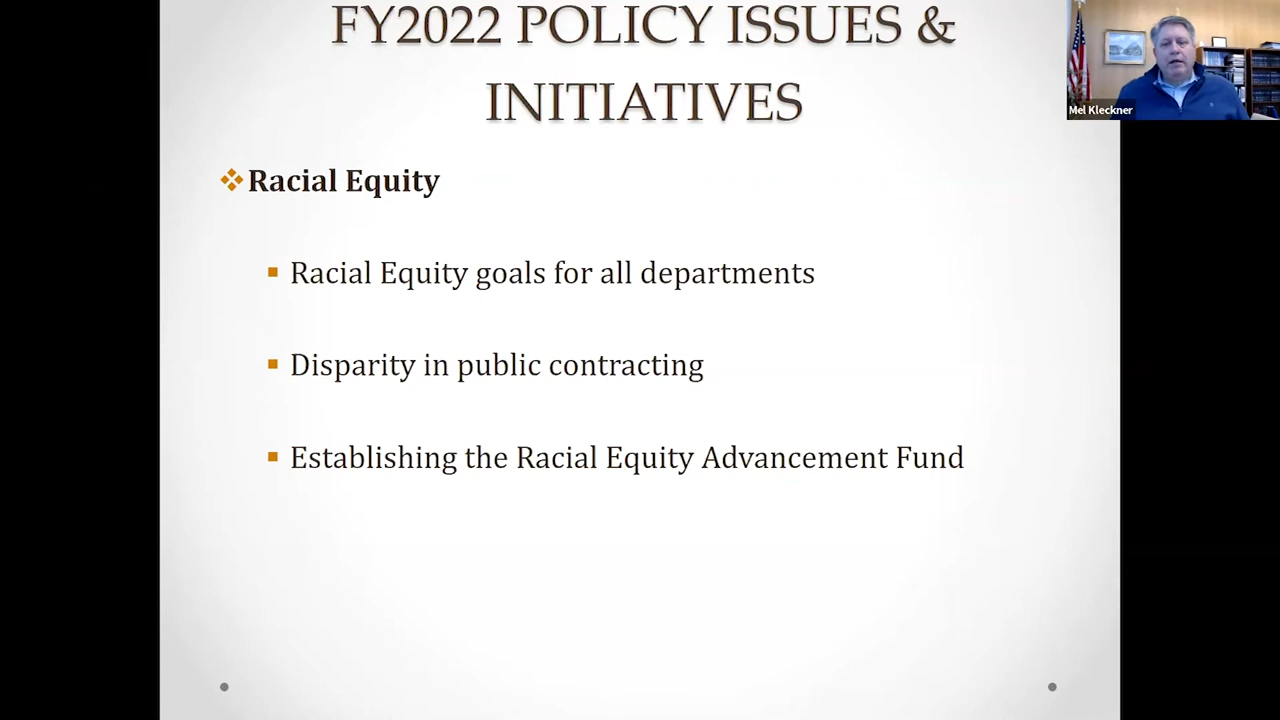 FY2022 POLICY ISSUES &
INITIATIVES
Mel Kleckner
Racial Equity
Racial Equity goals for all departments
Disparity in public contracting
Establishing the Racial Equity Advancement Fund